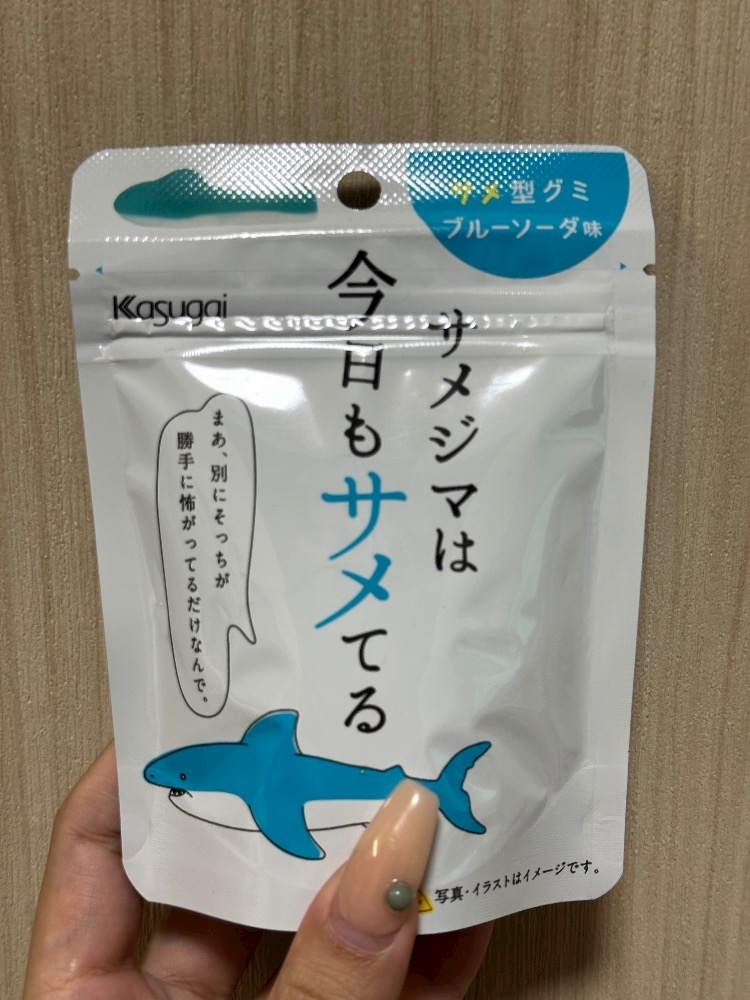 サメ型グミ
ブルーソーダ味
Kasugai
サメジマは
今日もサメてる
まあ、別にそっちが
勝手に怖がってるだけなんで。
写真・イラストはイメージです。